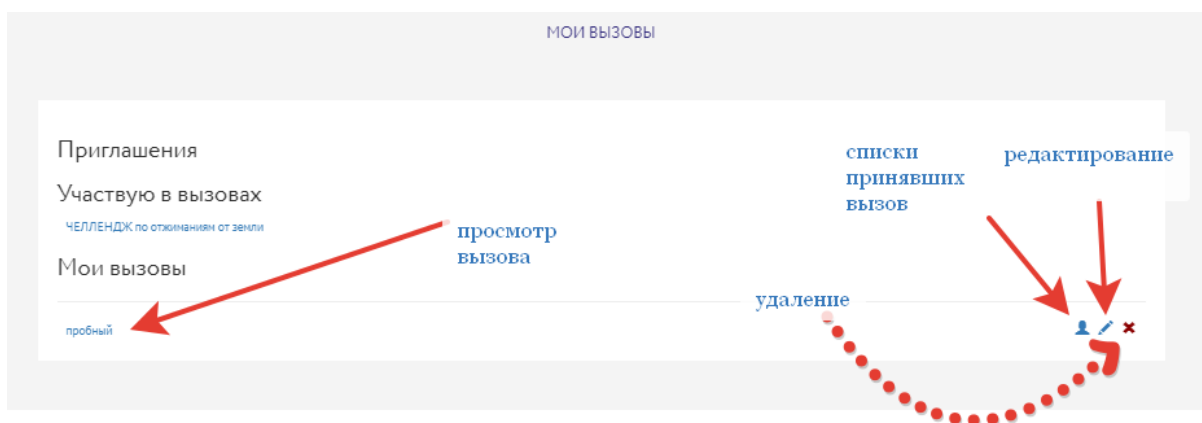 МОИ ВЫЗОВЫ
Приглашения
Участвую в вызовах
ЧЕЛЛЕНДЖ по отжиманиям от земли
Мои вызовы
пробный
просмотр
вызова
удаление
списки
принявших
вызов
редактирование